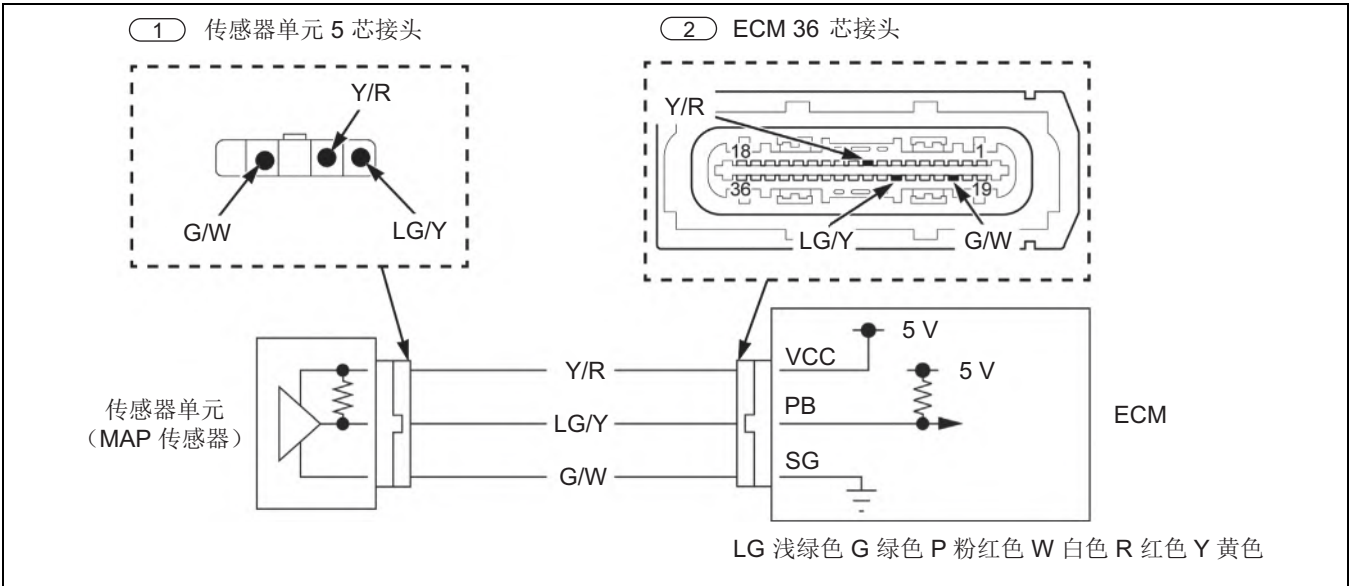 1 传感器单元 5 芯接头
2 ECM 36 芯接头
Y/R
G/W
LG/Y
Y/R
18
1
36
19
LG/Y
G/W
传感器单元
（MAP 传感器）
Y/R
LG/Y
G/W
VCC
5 V
PB
5 V
SG
ECM
LG 浅绿色 G 绿色 P 粉红色 W 白色 R 红色 Y 黄色